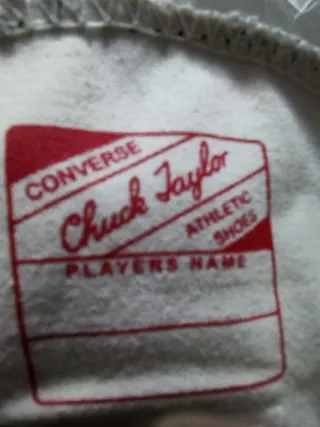 CONVERSE
Chuck Taylor
ATHLETIC
SHOES
PLAYERS NAME